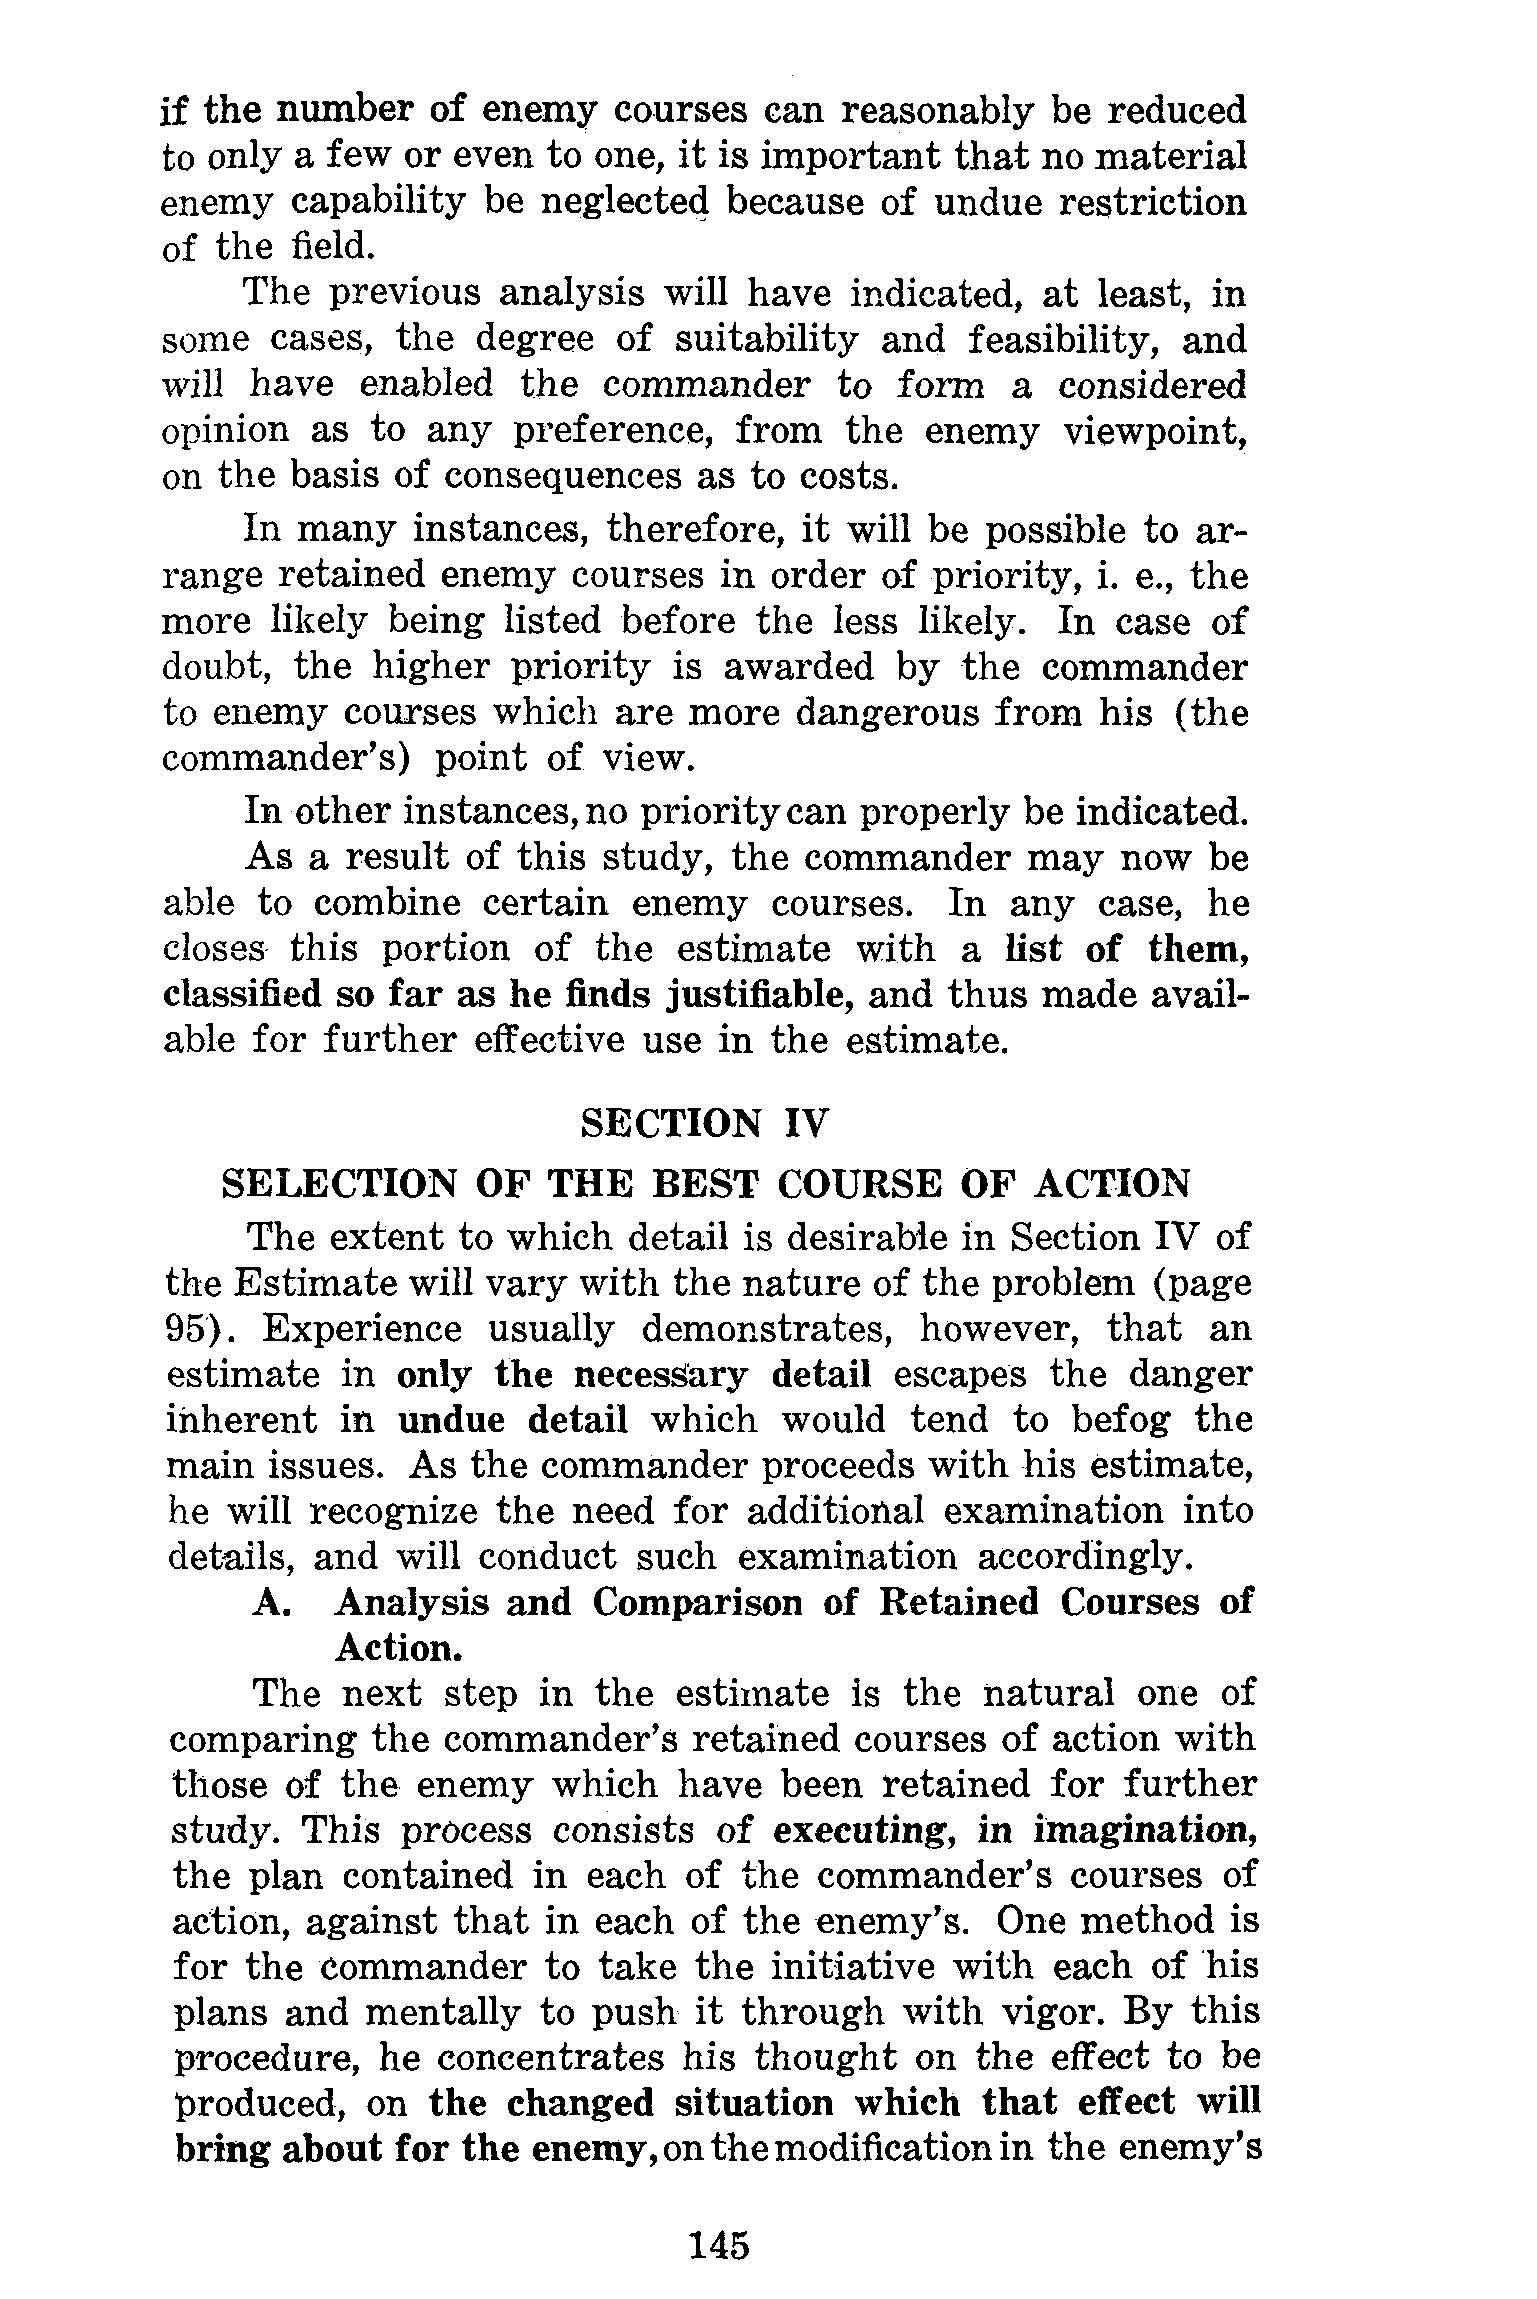 if the number of enemy courses can reasonably be reduced
to only a few or even to one, it is important that no material
enemy capability be neglected because of undue restriction
of the field.
The previous analysis will have indicated, at least, in
some cases, the degree of suitability and feasibility, and
will have enabled the commander to form a considered
opinion as to any preference, from the enemy viewpoint,
on the basis of consequences as to costs.
In many instances, therefore, it will be possible to ar-
range retained enemy courses in order of priority, i. e., the
more likely being listed before the less likely. In case of
doubt, the higher priority is awarded by the commander
to enemy courses which are more dangerous from his (the
commander's) point of view.
In other instances, no priority can properly be indicated.
As a result of this study, the commander may now be
able to combine certain enemy courses. In any case, he
closes this portion of the estimate with a list of them,
classified so far as he finds justifiable, and thus made avail-
able for further effective use in the estimate.
SECTION IV
SELECTION OF THE BEST COURSE OF ACTION
The extent to which detail is desirable in Section IV of
the Estimate will vary with the nature of the problem (page
95). Experience usually demonstrates, however, that an
estimate in only the necessary detail escapes the danger
inherent in undue detail which would tend to befog the
main issues. As the commander proceeds with his estimate,
he will recognize the need for additional examination into
details, and will conduct such examination accordingly.
A. Analysis and Comparison of Retained Courses of
Action.
The next step in the estimate is the natural one of
comparing the commander's retained courses of action with
those of the enemy which have been retained for further
study. This process consists of executing, in imagination,
the plan contained in each of the commander's courses of
action, against that in each of the enemy's. One method is
for the commander to take the initiative with each of his
plans and mentally to push it through with vigor. By this
procedure, he concentrates his thought on the effect to be
produced, on the changed situation which that effect will
bring about for the enemy, on the modification in the enemy's
145